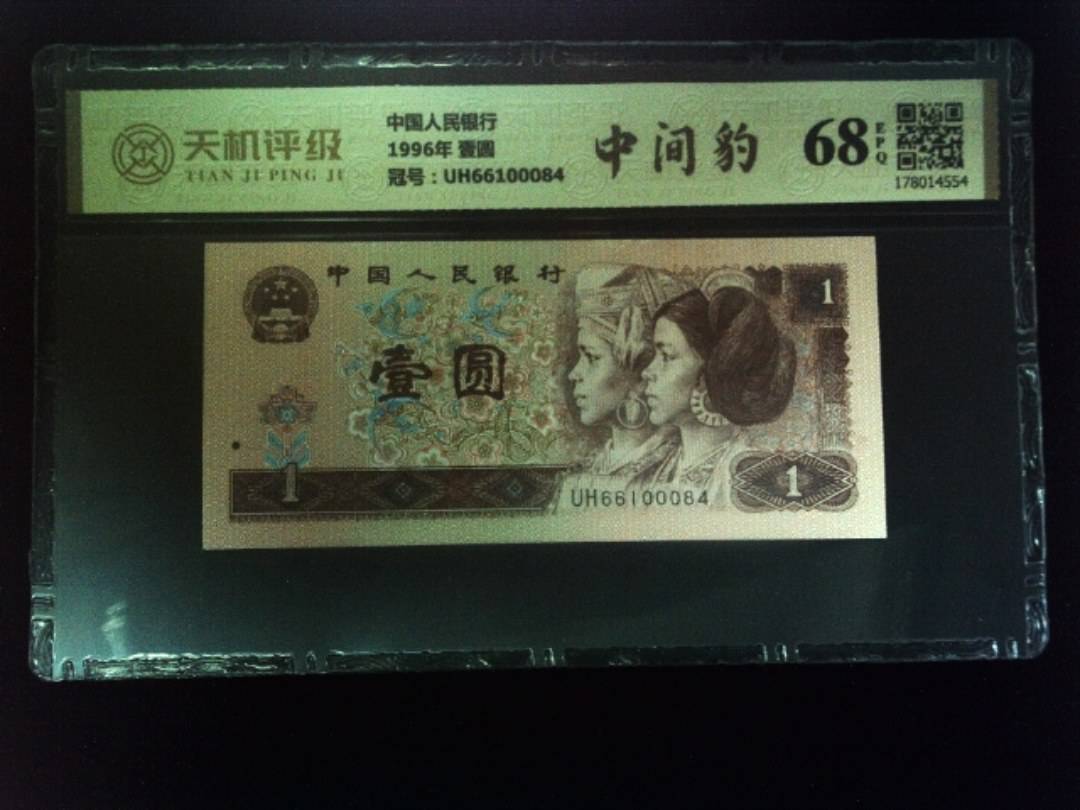 天机评级
TIAN JI PING JI
中国人民银行
1996年 壹圆
冠号：UH66100084
中间豹
68
EPQ
178014554
中国人民银行
1
壹圆
1
UH66100084
1